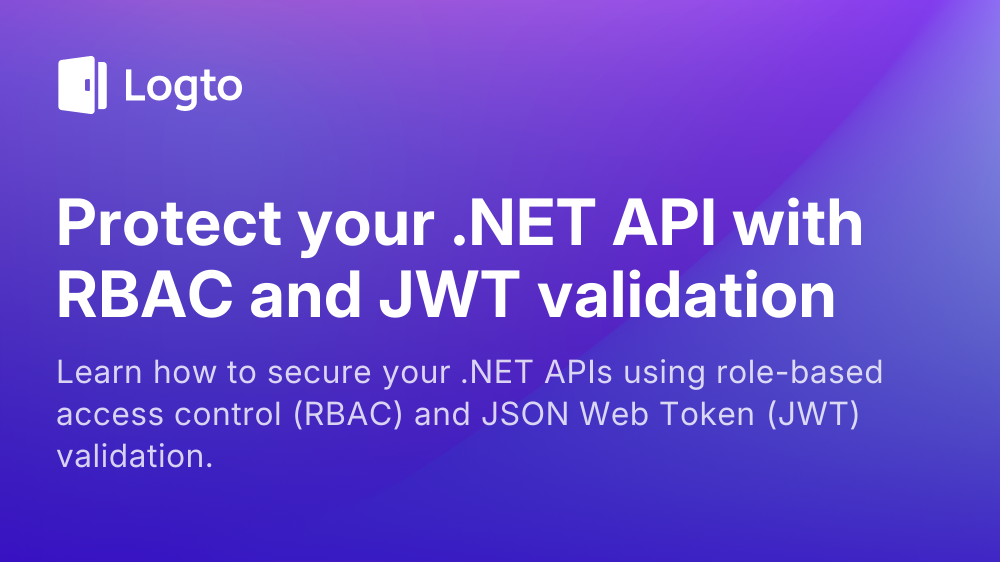 Logto
Protect your .NET API with
RBAC and JWT validation
Learn how to secure your .NET APIs using role-based
access control (RBAC) and JSON Web Token (JWT)
validation.